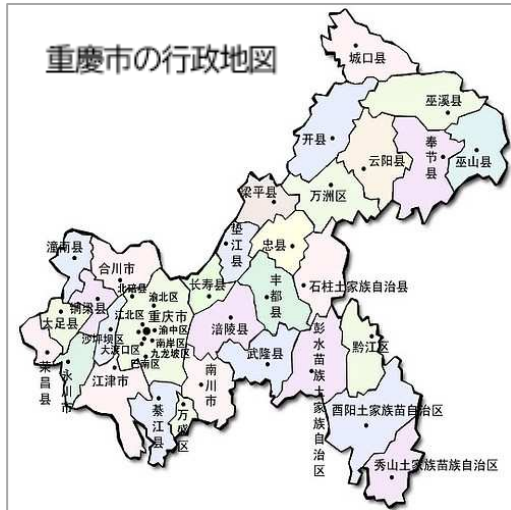 重慶市の行政地図
城口县
巫溪县
开县
云阳县
奉节县
巫山县
梁平县
万洲区
垫江县
忠县
石柱土家族自治县
潼南县
合川市
北碚县
渝北区
长寿县
丰都县
铜梁县
江北区
重庆市
大足县
沙坪坝区
渝中区
涪陵县
大渡口区
南岸区
九龙坡区
巴南区
武隆县
彭水苗族土家族自治区
黔江区
荣昌县
永川市
江津市
南川市
綦江县
万盛区
酉阳土家族苗自治区
秀山土家族苗族自治区